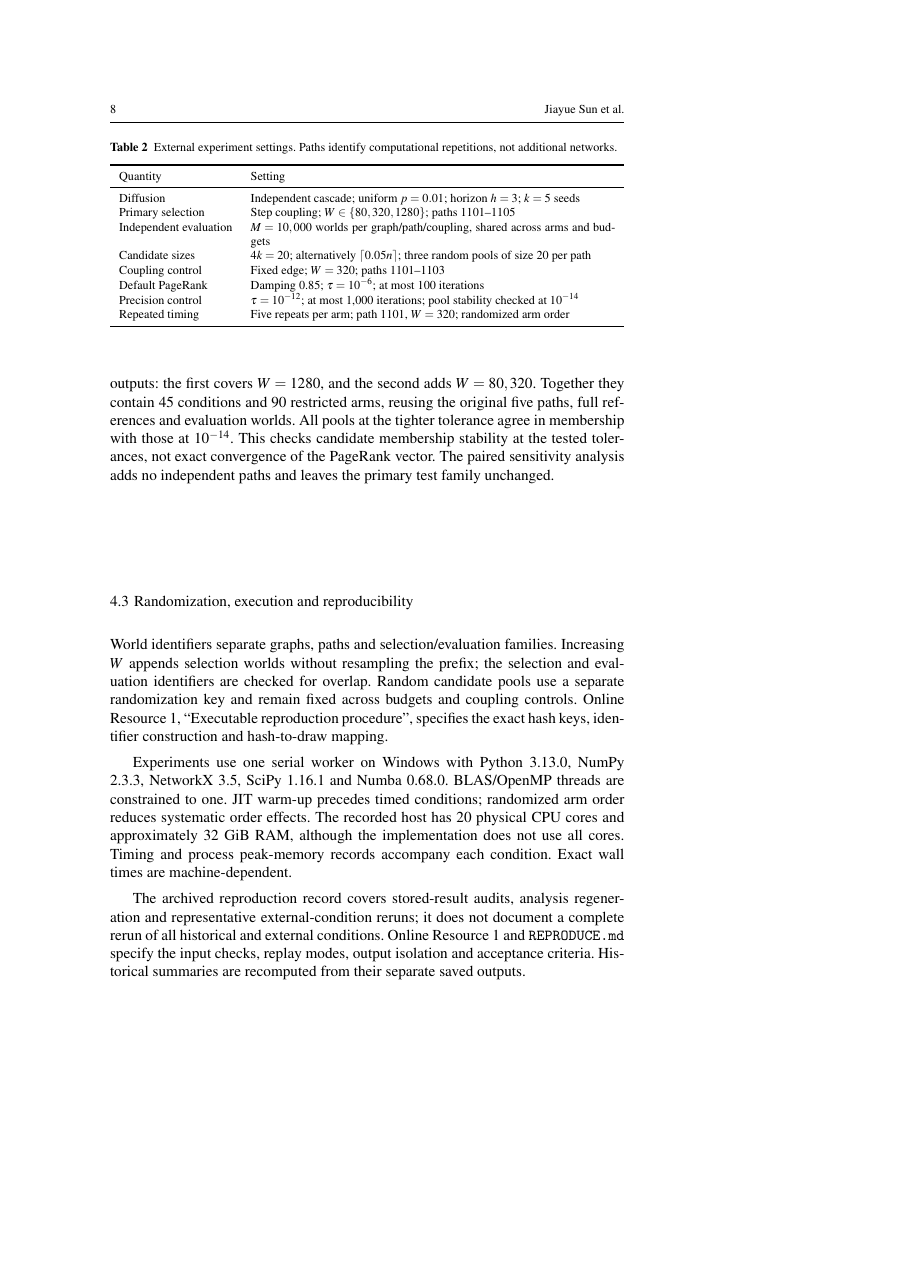 8 Jiayue Sun et al.
Table 2 External experiment settings. Paths identify computational repetitions, not additional networks.
Quantity Setting
Diffusion Independent cascade; uniform p = 0.01; horizon h = 3; k = 5 seeds
Primary selection Step coupling; W ∈ {80,320,1280}; paths 1101–1105
Independent evaluation M = 10,000 worlds per graph/path/coupling, shared across arms and bud-
gets
Candidate sizes 4k = 20; alternatively ⌈0.05n⌉; three random pools of size 20 per path
Coupling control Fixed edge; W = 320; paths 1101–1103
Default PageRank Damping 0.85; τ = 10⁻⁶; at most 100 iterations
Precision control τ = 10⁻¹²; at most 1,000 iterations; pool stability checked at 10⁻¹⁴
Repeated timing Five repeats per arm; path 1101, W = 320; randomized arm order
outputs: the first covers W = 1280, and the second adds W = 80,320. Together they
contain 45 conditions and 90 restricted arms, reusing the original five paths, full ref-
erences and evaluation worlds. All pools at the tighter tolerance agree in membership
with those at 10⁻¹⁴. This checks candidate membership stability at the tested toler-
ances, not exact convergence of the PageRank vector. The paired sensitivity analysis
adds no independent paths and leaves the primary test family unchanged.
4.3 Randomization, execution and reproducibility
World identifiers separate graphs, paths and selection/evaluation families. Increasing
W appends selection worlds without resampling the prefix; the selection and eval-
uation identifiers are checked for overlap. Random candidate pools use a separate
randomization key and remain fixed across budgets and coupling controls. Online
Resource 1, “Executable reproduction procedure”, specifies the exact hash keys, iden-
tifier construction and hash-to-draw mapping.
Experiments use one serial worker on Windows with Python 3.13.0, NumPy
2.3.3, NetworkX 3.5, SciPy 1.16.1 and Numba 0.68.0. BLAS/OpenMP threads are
constrained to one. JIT warm-up precedes timed conditions; randomized arm order
reduces systematic order effects. The recorded host has 20 physical CPU cores and
approximately 32 GiB RAM, although the implementation does not use all cores.
Timing and process peak-memory records accompany each condition. Exact wall
times are machine-dependent.
The archived reproduction record covers stored-result audits, analysis regener-
ation and representative external-condition reruns; it does not document a complete
rerun of all historical and external conditions. Online Resource 1 and REPRODUCE.md
specify the input checks, replay modes, output isolation and acceptance criteria. His-
torical summaries are recomputed from their separate saved outputs.